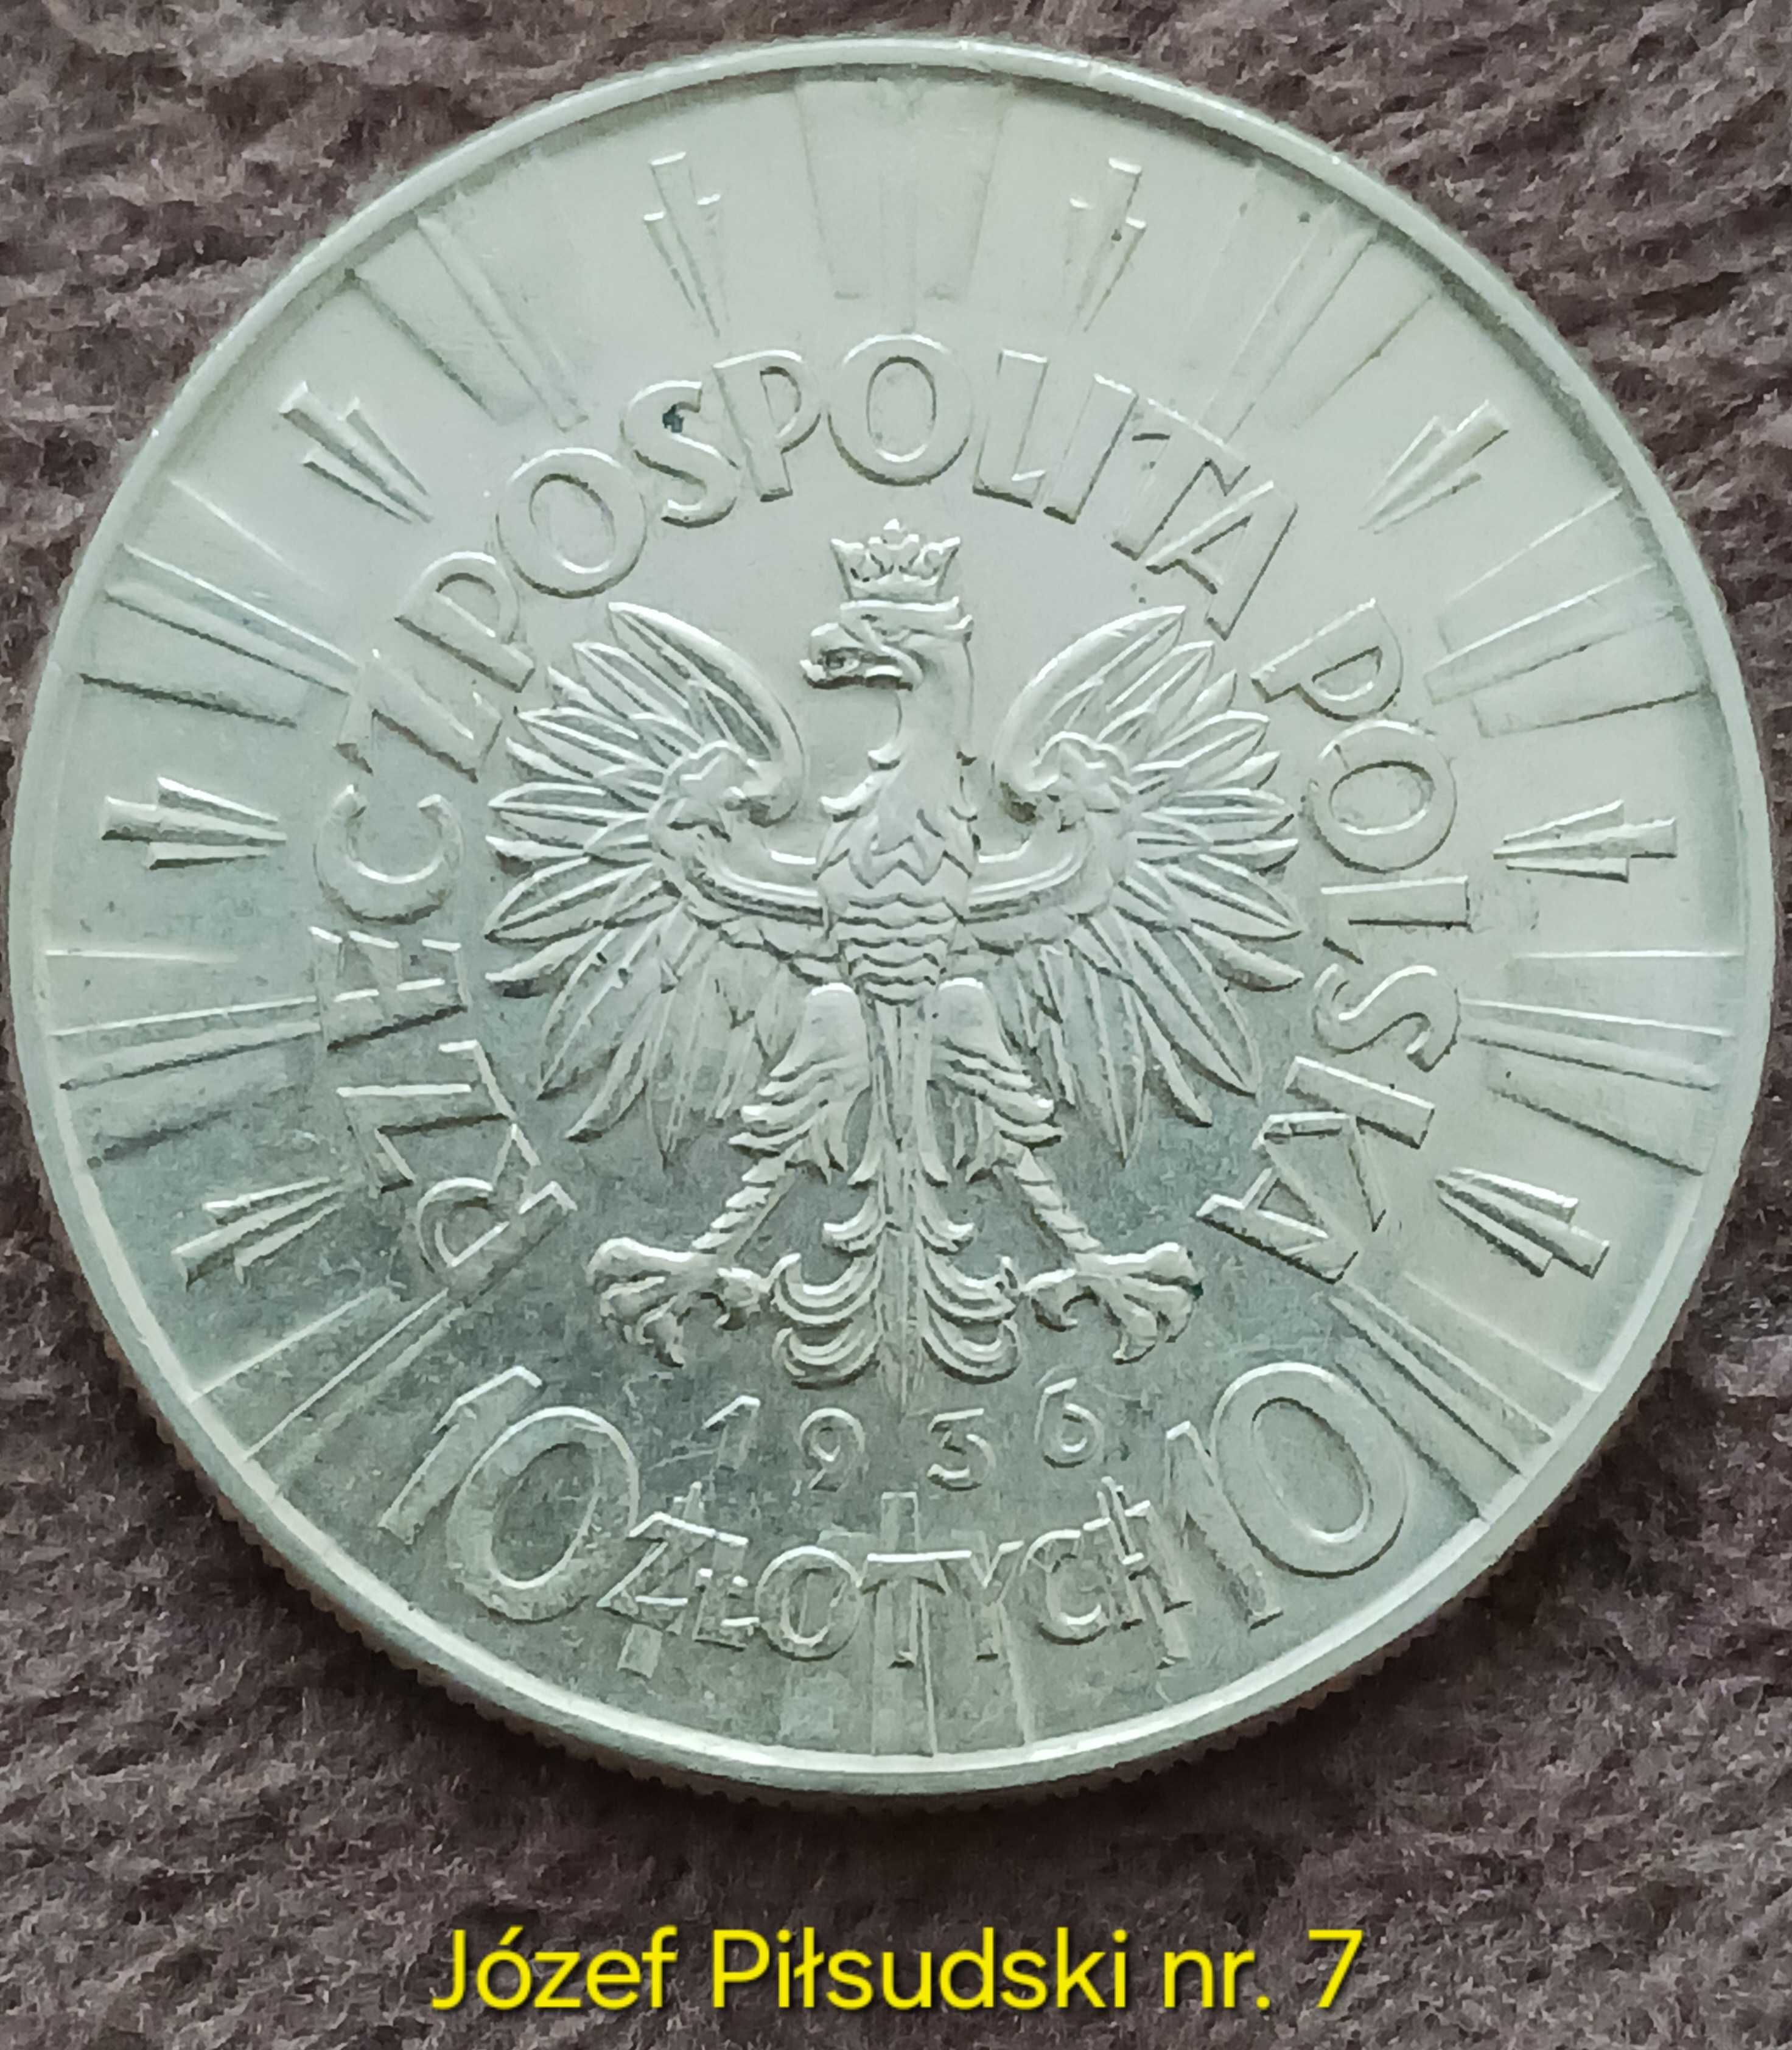 RZECZPOSPOLITA POLSKA
1936
10 ZŁOTYCH 10
Józef Piłsudski nr. 7